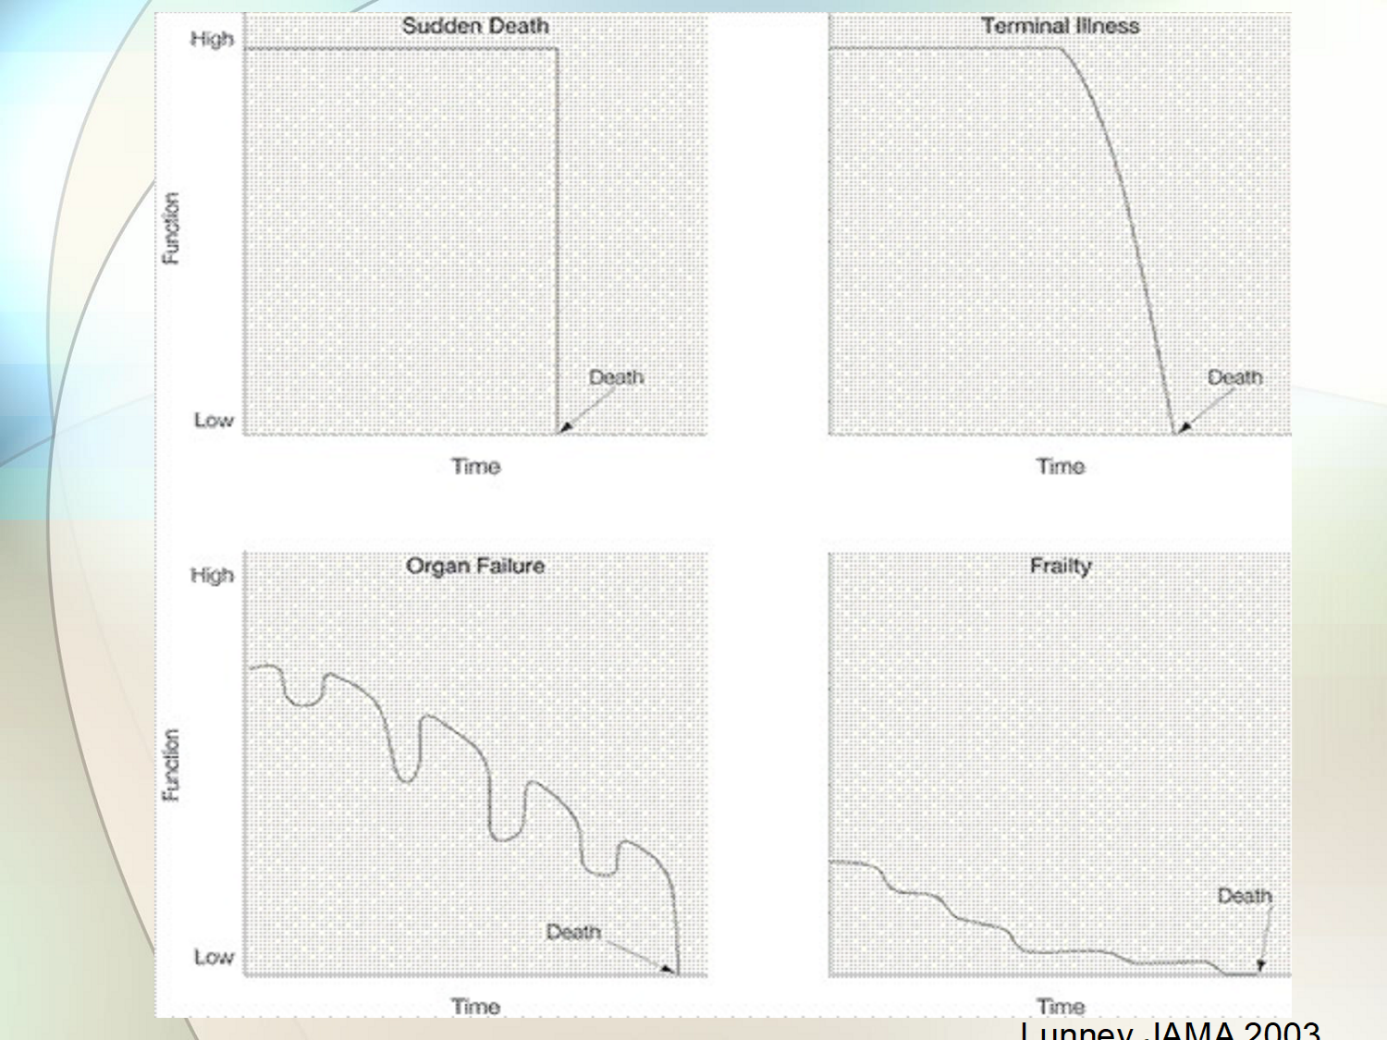 Sudden Death
High
Function
Low
Death
Time
Terminal Illness
Death
Time
Organ Failure
High
Function
Low
Death
Time
Frailty
Death
Time
Lunney JAMA 2003